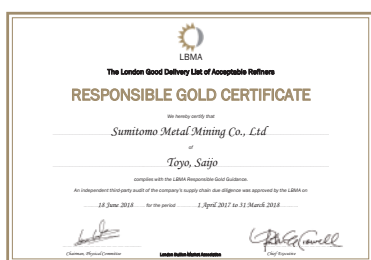 LBMA
The London Good Delivery List of Acceptable Refiners
RESPONSIBLE GOLD CERTIFICATE
We hereby certify that
Sumitomo Metal Mining Co., Ltd
of
Toyo, Saijo
complies with the LBMA Responsible Gold Guidance.
An independent third-party audit of the company's supply chain due diligence was approved by the LBMA on
18 June 2018 for the period 1 April 2017 to 31 March 2018
Chairman, Physical Committee London Bullion Market Association Chief Executive